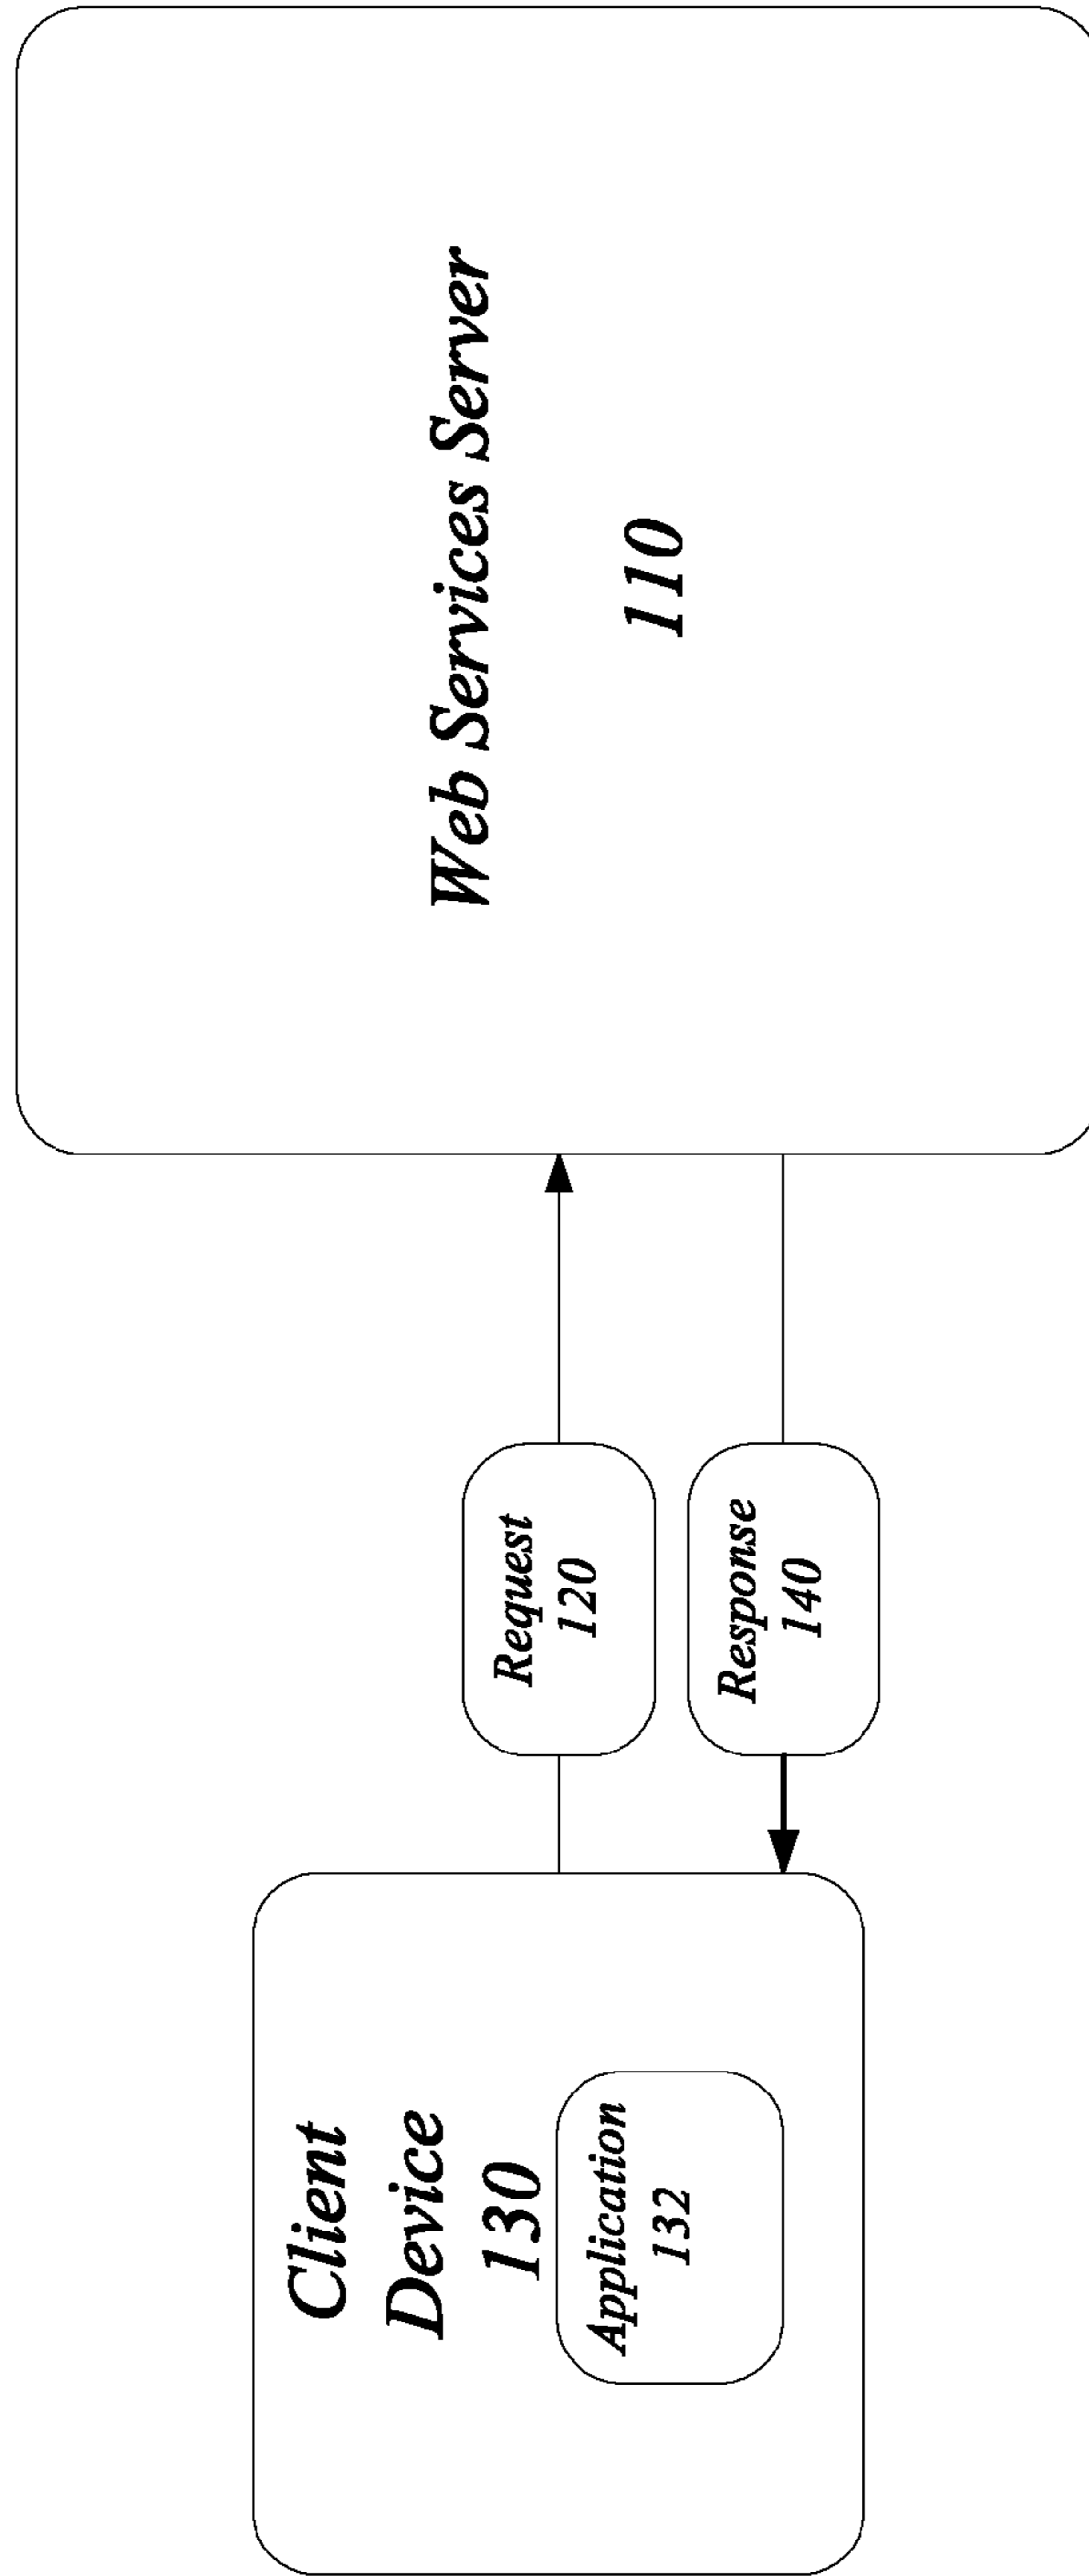 Client
Device
130
Application
132
Request
120
Response
140
Web Services Server
110